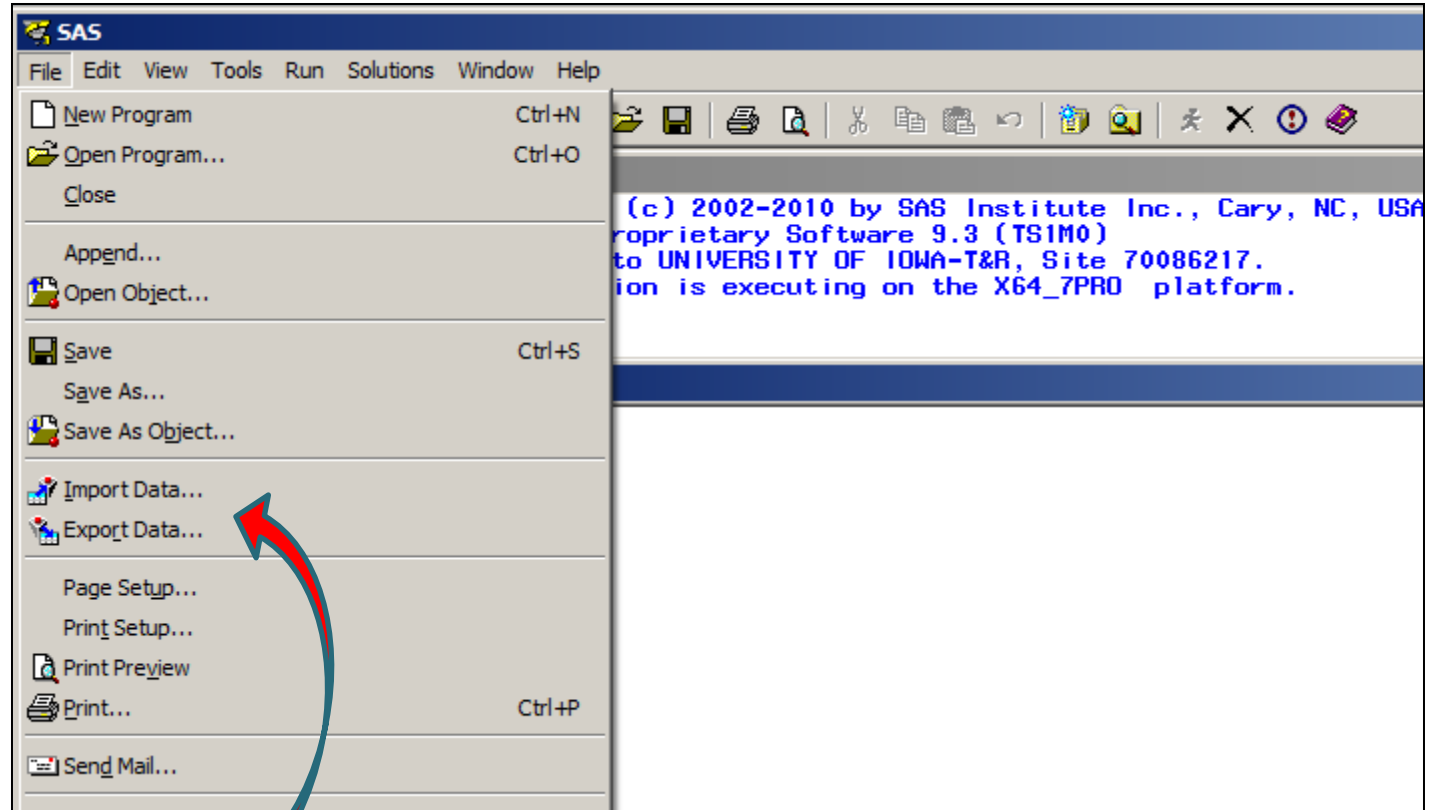 SAS
File Edit View Tools Run Solutions Window Help
New Program Ctrl+N
Open Program... Ctrl+O
Close
Append...
Open Object...
Save Ctrl+S
Save As...
Save As Object...
Import Data...
Export Data...
Page Setup...
Print Setup...
Print Preview
Print... Ctrl+P
Send Mail...
(c) 2002-2010 by SAS Institute Inc., Cary, NC, USA
roprietary Software 9.3 (TS1M0)
to UNIVERSITY OF IOWA-T&R, Site 70086217.
ion is executing on the X64_7PRO platform.